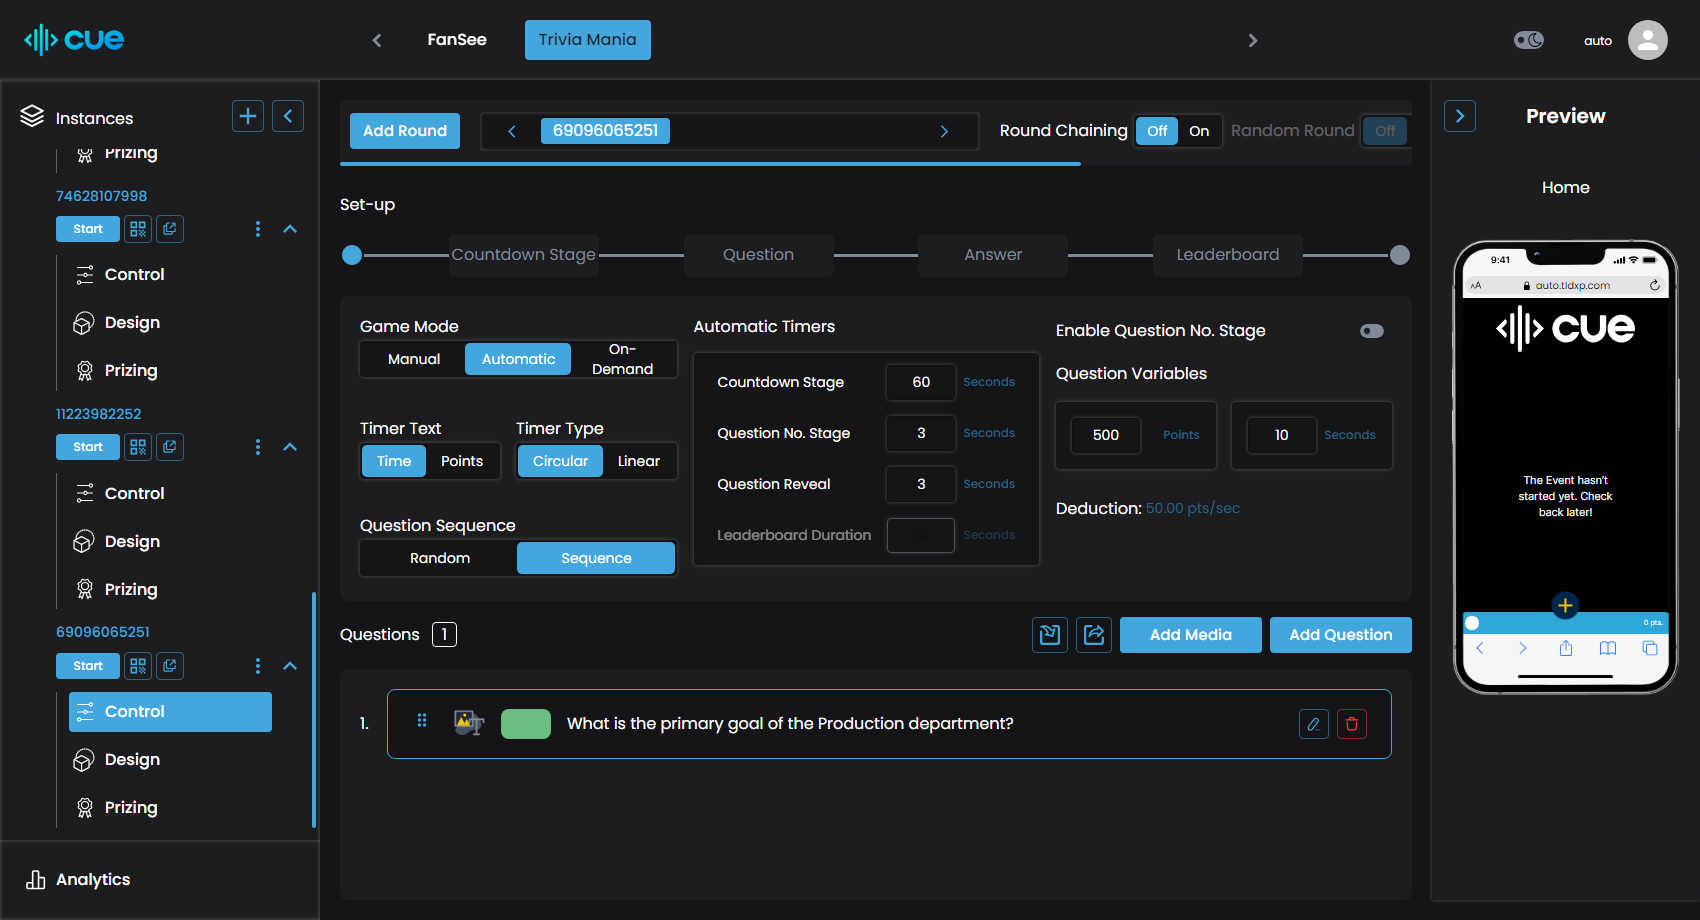 cue
FanSee
Trivia Mania
auto
Instances
Prizing
74628107998
Start
Control
Design
Prizing
11223982252
Start
Control
Design
Prizing
69096065251
Start
Control
Design
Prizing
Analytics
Add Round
69096065251
Round Chaining
Off
On
Random Round
Off
Set-up
Countdown Stage
Question
Answer
Leaderboard
Game Mode
Manual
Automatic
On-
Demand
Timer Text
Time
Points
Timer Type
Circular
Linear
Question Sequence
Random
Sequence
Automatic Timers
Countdown Stage
60
Seconds
Question No. Stage
3
Seconds
Question Reveal
3
Seconds
Leaderboard Duration
Seconds
Enable Question No. Stage
Question Variables
500
Points
10
Seconds
Deduction: 50.00 pts/sec
Questions
1
Add Media
Add Question
1.
What is the primary goal of the Production department?
Preview
Home
9:41
AA
auto.tldxp.com
cue
The Event hasn't
started yet. Check
back later!
0 pts.